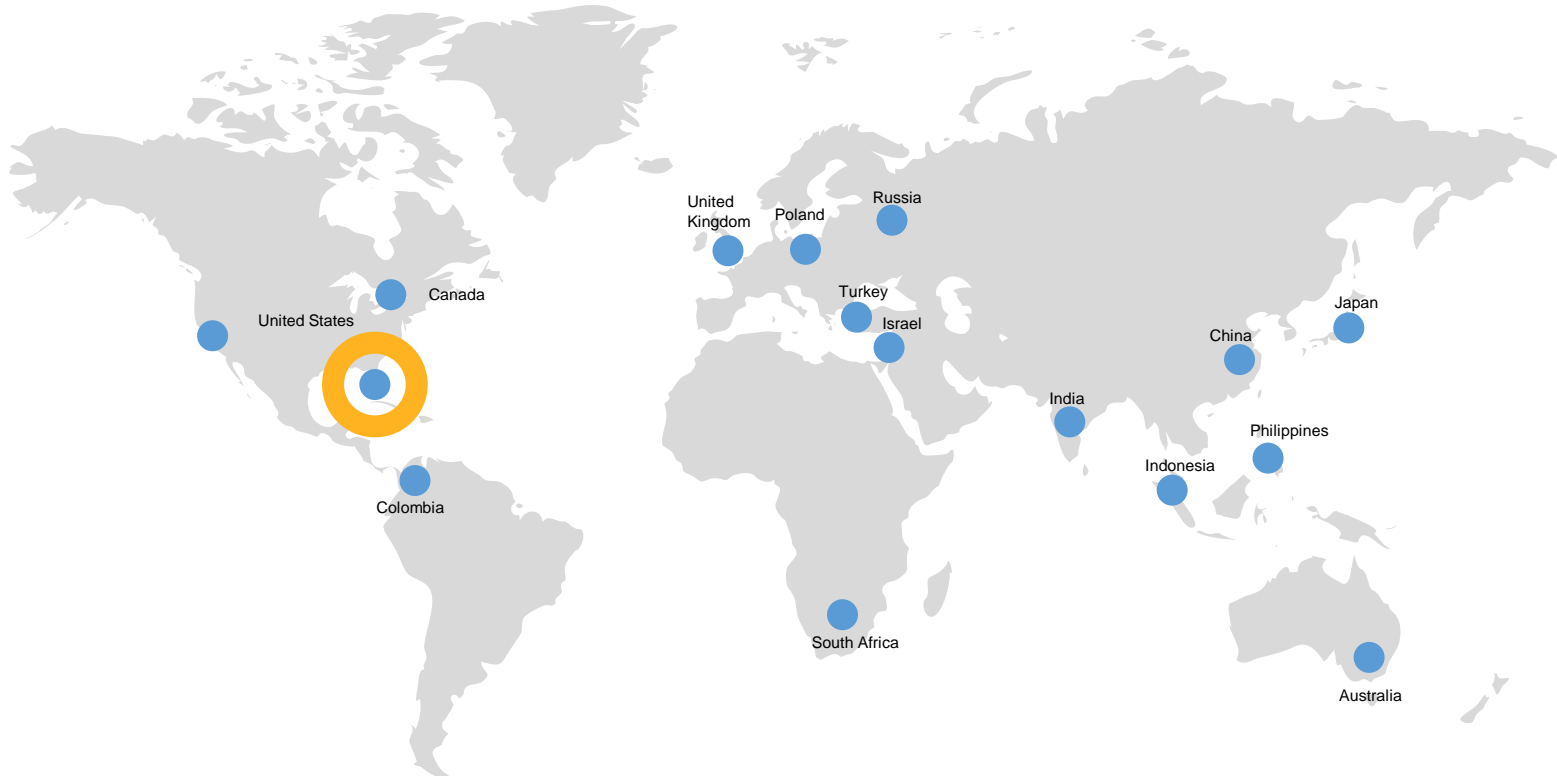 United
Kingdom
Poland
Russia
Canada
United States
Turkey
Israel
Japan
China
India
Philippines
Indonesia
Colombia
South Africa
Australia